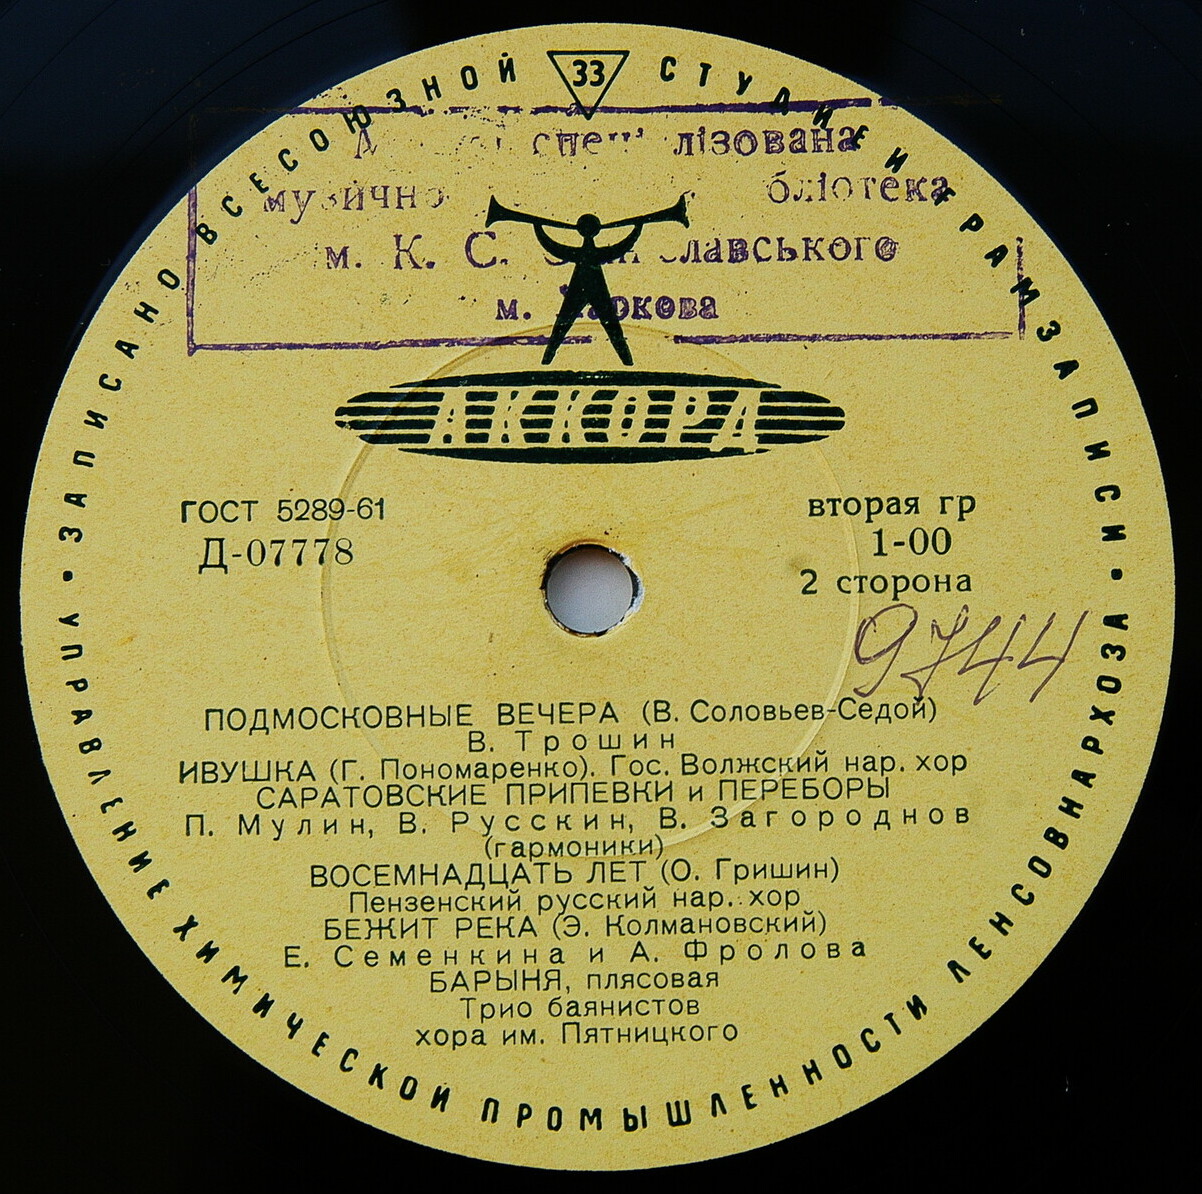 ЗАПИСАНО ВСЕСОЮЗНОЙ СТУДИЕЙ ГРАМЗАПИСИ
33
лізована
музично бібліотека
м. К. С. славського
м. Харкова
АККОРД
ГОСТ 5289-61
Д-07778
вторая гр
1-00
2 сторона
9744
ПОДМОСКОВНЫЕ ВЕЧЕРА (В. Соловьев-Седой)
В. Трошин
ИВУШКА (Г. Пономаренко). Гос. Волжский нар. хор
САРАТОВСКИЕ ПРИПЕВКИ и ПЕРЕБОРЫ
П. Мулин, В. Русскин, В. Загороднов
(гармоники)
ВОСЕМНАДЦАТЬ ЛЕТ (О. Гришин)
Пензенский русский нар. хор
БЕЖИТ РЕКА (Э. Колмановский)
Е. Семенкина и А. Фролова
БАРЫНЯ, плясовая
Трио баянистов
хора им. Пятницкого
УПРАВЛЕНИЕ ХИМИЧЕСКОЙ ПРОМЫШЛЕННОСТИ ЛЕНСОВНАРХОЗА